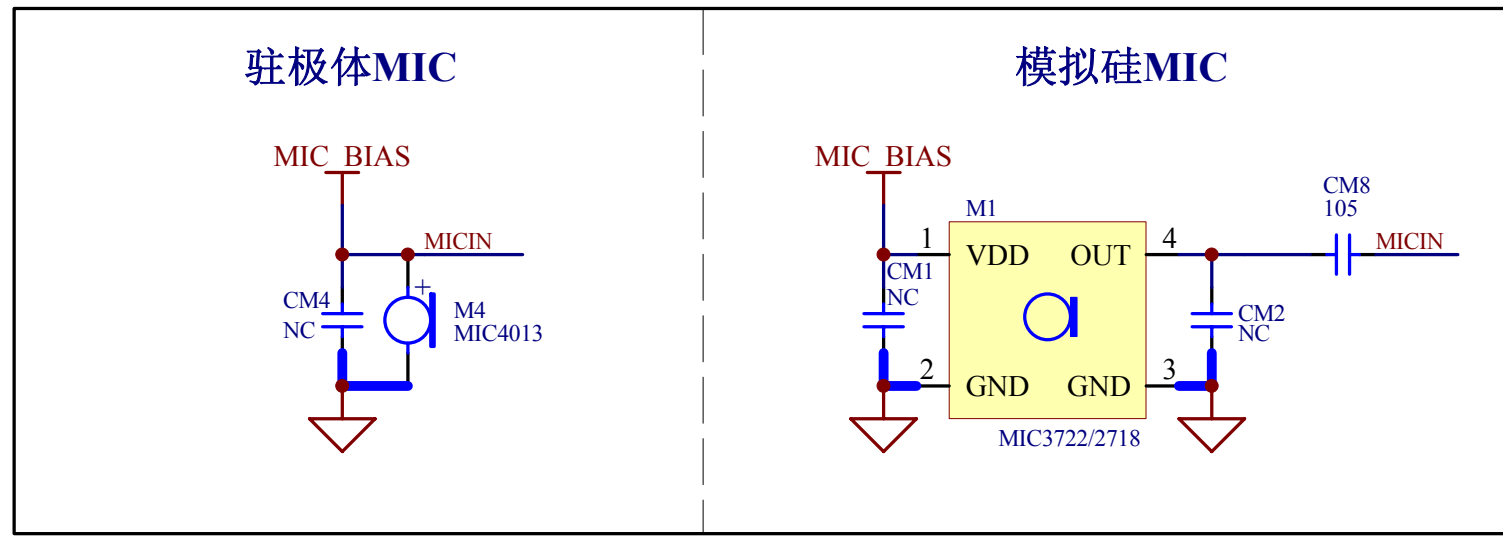 驻极体MIC
MIC_BIAS
MICIN
CM4
NC
+
M4
MIC4013
模拟硅MIC
MIC_BIAS
M1
1
VDD
OUT
4
CM8
105
MICIN
CM1
NC
CM2
NC
2
GND
GND
3
MIC3722/2718